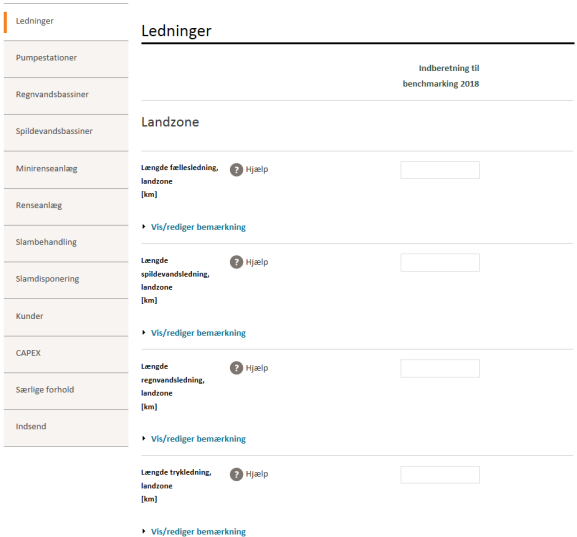 Ledninger
Pumpestationer
Regnvandsbassiner
Spildevandsbassiner
Minirenseanlæg
Renseanlæg
Slambehandling
Slamdisponering
Kunder
CAPEX
Særlige forhold
Indsend
Ledninger
Indberetning til
benchmarking 2018
Landzone
Længde fællesledning,
landzone
[km]
? Hjælp
Vis/rediger bemærkning
Længde
spildevandsledning,
landzone
[km]
? Hjælp
Vis/rediger bemærkning
Længde
regnvandsledning,
landzone
[km]
? Hjælp
Vis/rediger bemærkning
Længde trykledning,
landzone
[km]
? Hjælp
Vis/rediger bemærkning